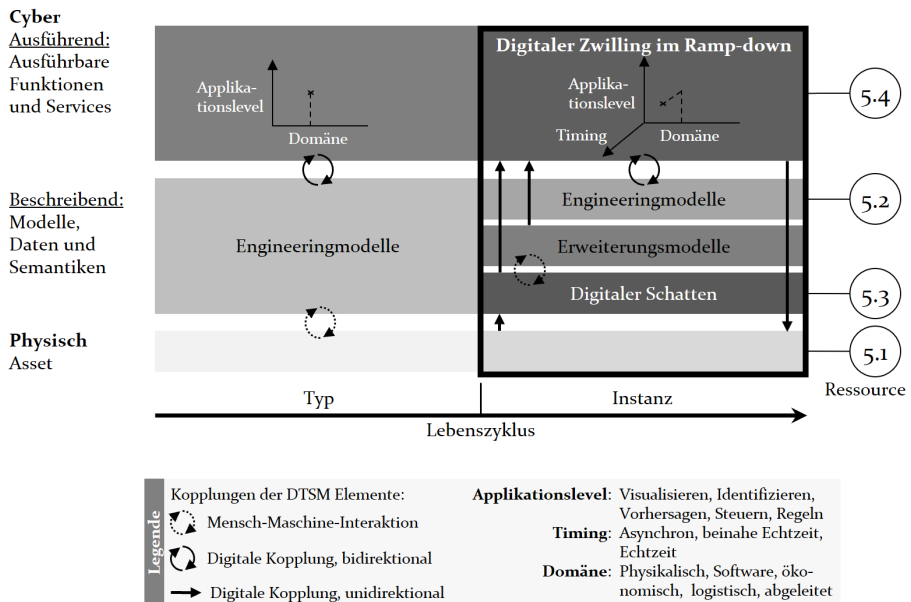 Cyber
Ausführend:
Ausführbare
Funktionen
und Services
Beschreibend:
Modelle,
Daten und
Semantiken
Physisch
Asset
Applika-
tionslevel
Domäne
Digitaler Zwilling im Ramp-down
Applika-
tionslevel
Timing
Domäne
Engineeringmodelle
Engineeringmodelle
Erweiterungsmodelle
Digitaler Schatten
5.4
5.2
5.3
5.1
Ressource
Typ
Instanz
Lebenszyklus
Legende
Kopplungen der DTSM Elemente:
Mensch-Maschine-Interaktion
Digitale Kopplung, bidirektional
Digitale Kopplung, unidirektional
Applikationslevel: Visualisieren, Identifizieren,
Vorhersagen, Steuern, Regeln
Timing: Asynchron, beinahe Echtzeit,
Echtzeit
Domäne: Physikalisch, Software, öko-
nomisch, logistisch, abgeleitet